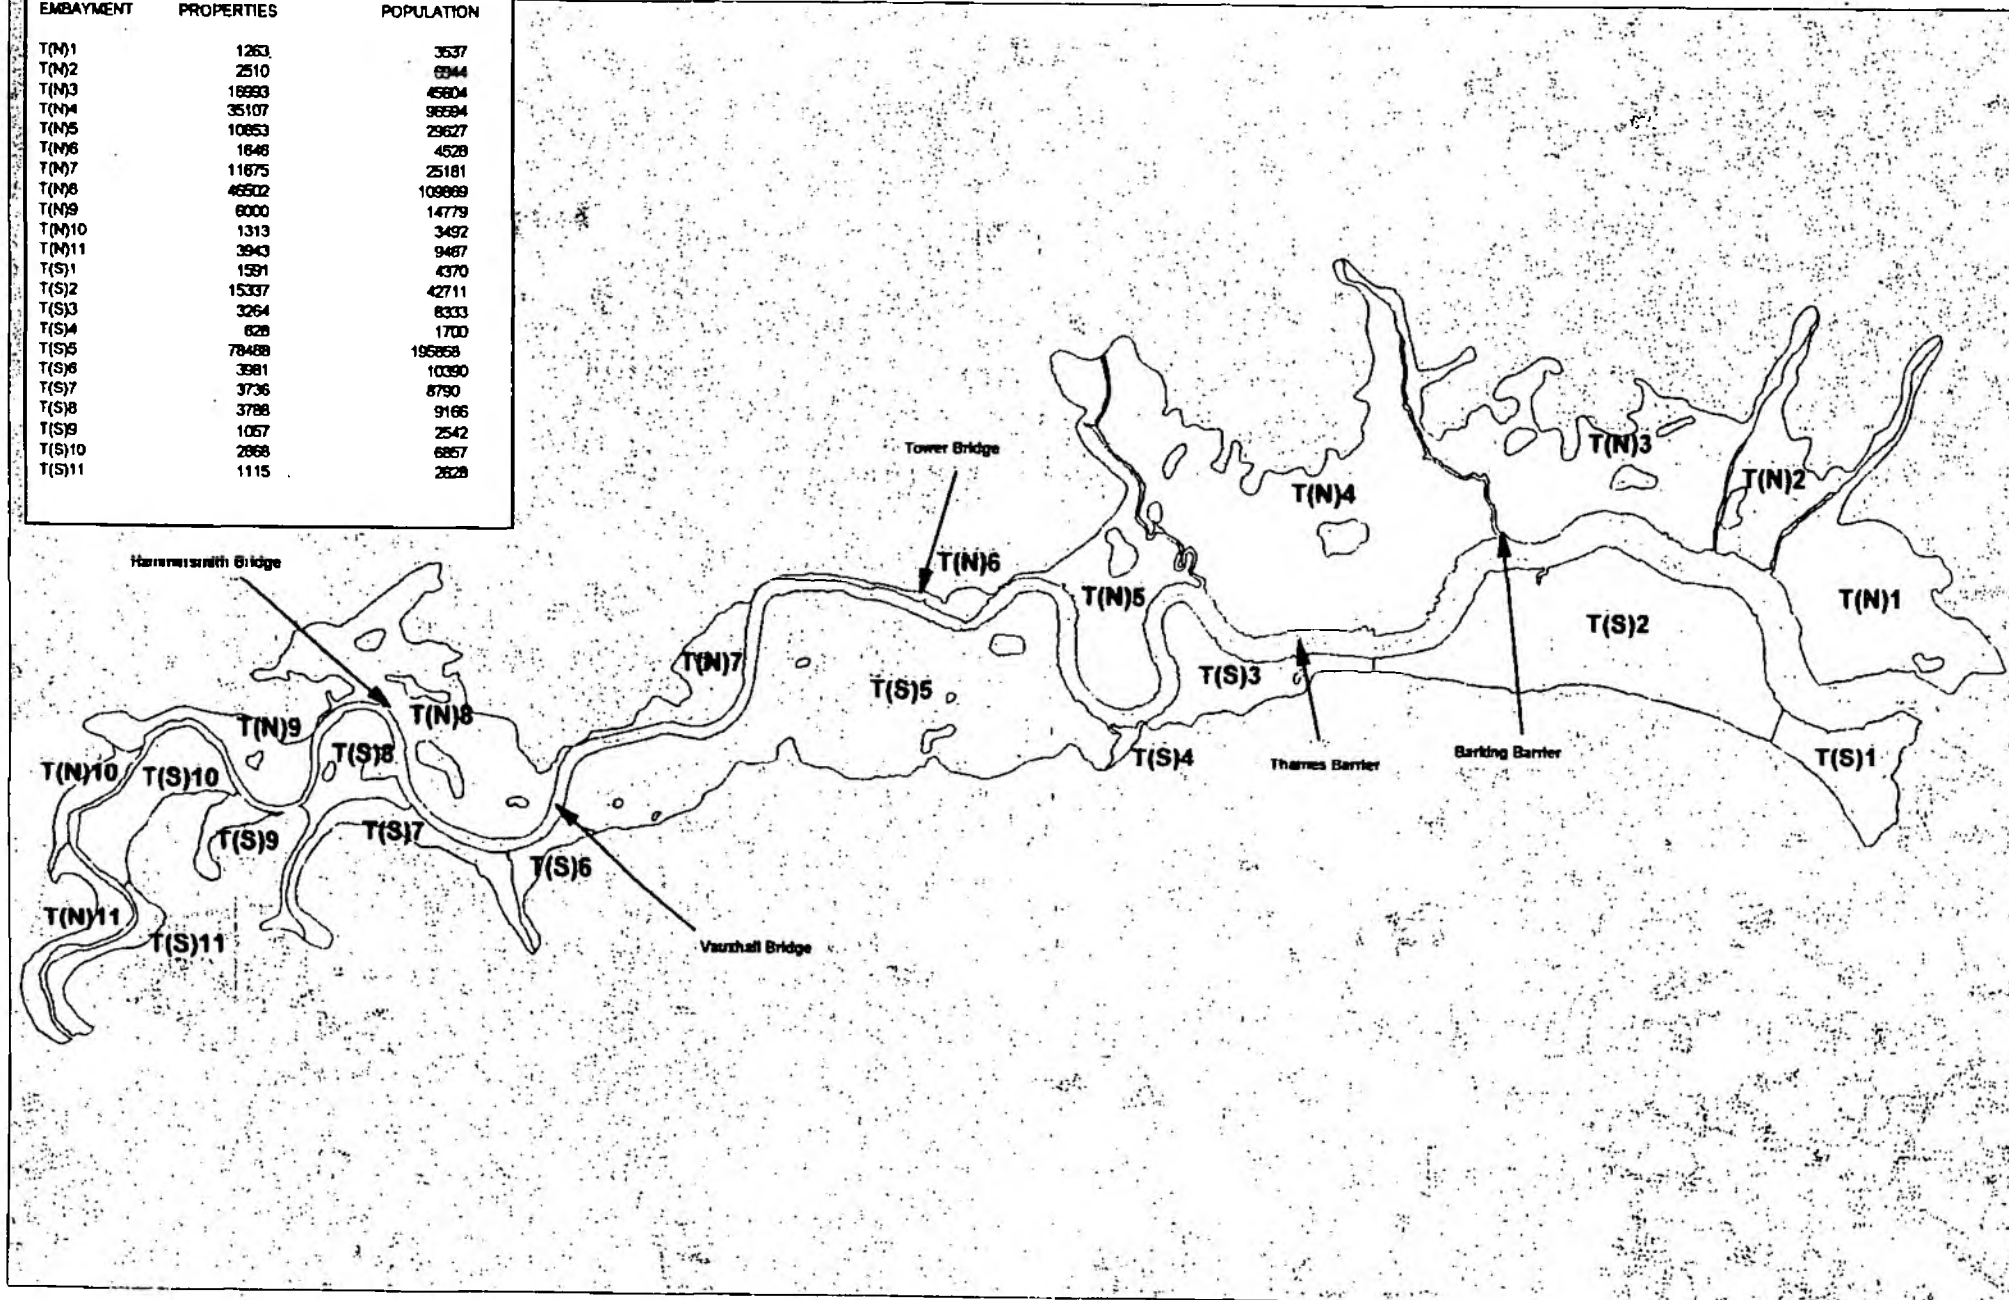 EMBAYMENT PROPERTIES POPULATION
T(N)1 1263 3537
T(N)2 2510 6944
T(N)3 16993 45604
T(N)4 35107 96594
T(N)5 10853 29627
T(N)6 1646 4528
T(N)7 11675 25181
T(N)8 46502 109869
T(N)9 6000 14779
T(N)10 1313 3492
T(N)11 3943 9487
T(S)1 1591 4370
T(S)2 15337 42711
T(S)3 3264 8333
T(S)4 628 1700
T(S)5 78488 195858
T(S)6 3981 10390
T(S)7 3736 8790
T(S)8 3788 9166
T(S)9 1057 2542
T(S)10 2868 6857
T(S)11 1115 2628
Tower Bridge
T(N)3
T(N)2
T(N)4
Hammersmith Bridge
T(N)6
T(N)5
T(N)1
T(S)2
T(N)7
T(S)3
T(S)5
T(N)8
T(N)9
T(S)8
T(S)4
Thames Barrier
Barking Barrier
T(S)1
T(N)10
T(S)10
T(S)7
T(S)9
T(S)6
T(N)11
T(S)11
Vauxhall Bridge